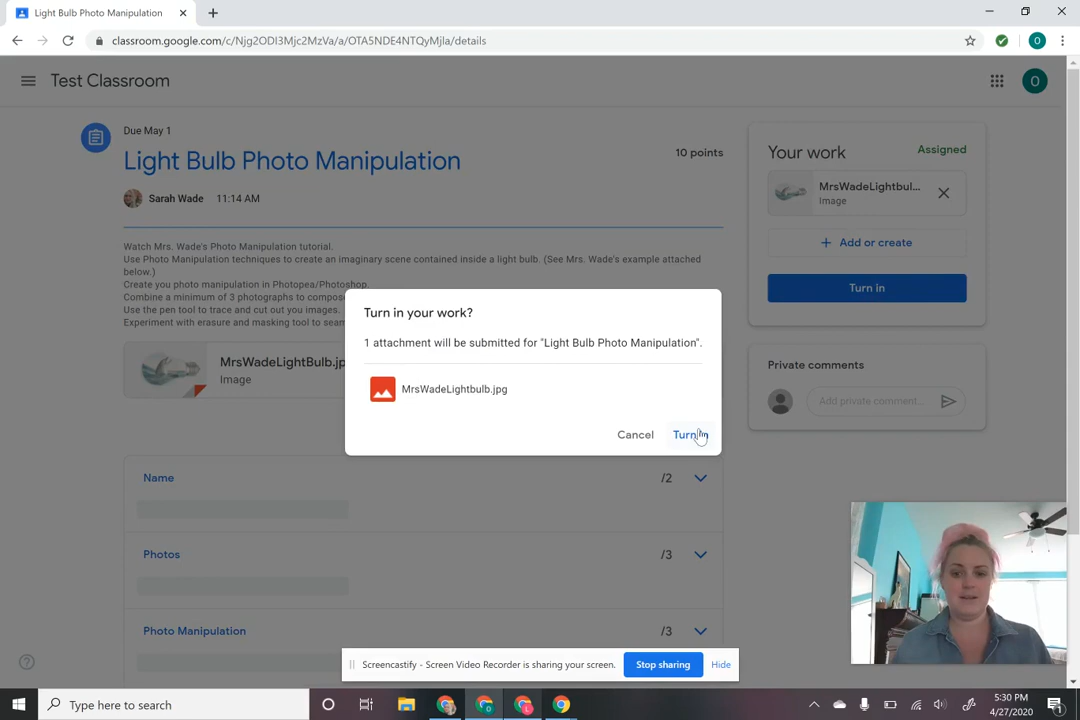 Light Bulb Photo Manipulation
classroom.google.com/c/Njg2ODI3Mjc2MzVa/a/OTA5NDE4NTQyMjla/details
O
Test Classroom
O
Due May 1
Light Bulb Photo Manipulation
10 points
Sarah Wade 11:14 AM
Watch Mrs. Wade's Photo Manipulation tutorial.
Use Photo Manipulation techniques to create an imaginary scene contained inside a light bulb. (See Mrs. Wade's example attached
below.)
Create you photo manipulation in Photopea/Photoshop.
Combine a minimum of 3 photographs to compos
Use the pen tool to trace and cut out you images.
Experiment with erasure and masking tool to sear
MrsWadeLightBulb.jp
Image
Your work
Assigned
MrsWadeLightbul...
Image
+ Add or create
Turn in
Private comments
Add private comment...
Turn in your work?
1 attachment will be submitted for "Light Bulb Photo Manipulation".
MrsWadeLightbulb.jpg
Cancel
Turn in
Name /2
Photos /3
Photo Manipulation /3
Screencastify - Screen Video Recorder is sharing your screen.
Stop sharing
Hide
Type here to search
5:30 PM
4/27/2020